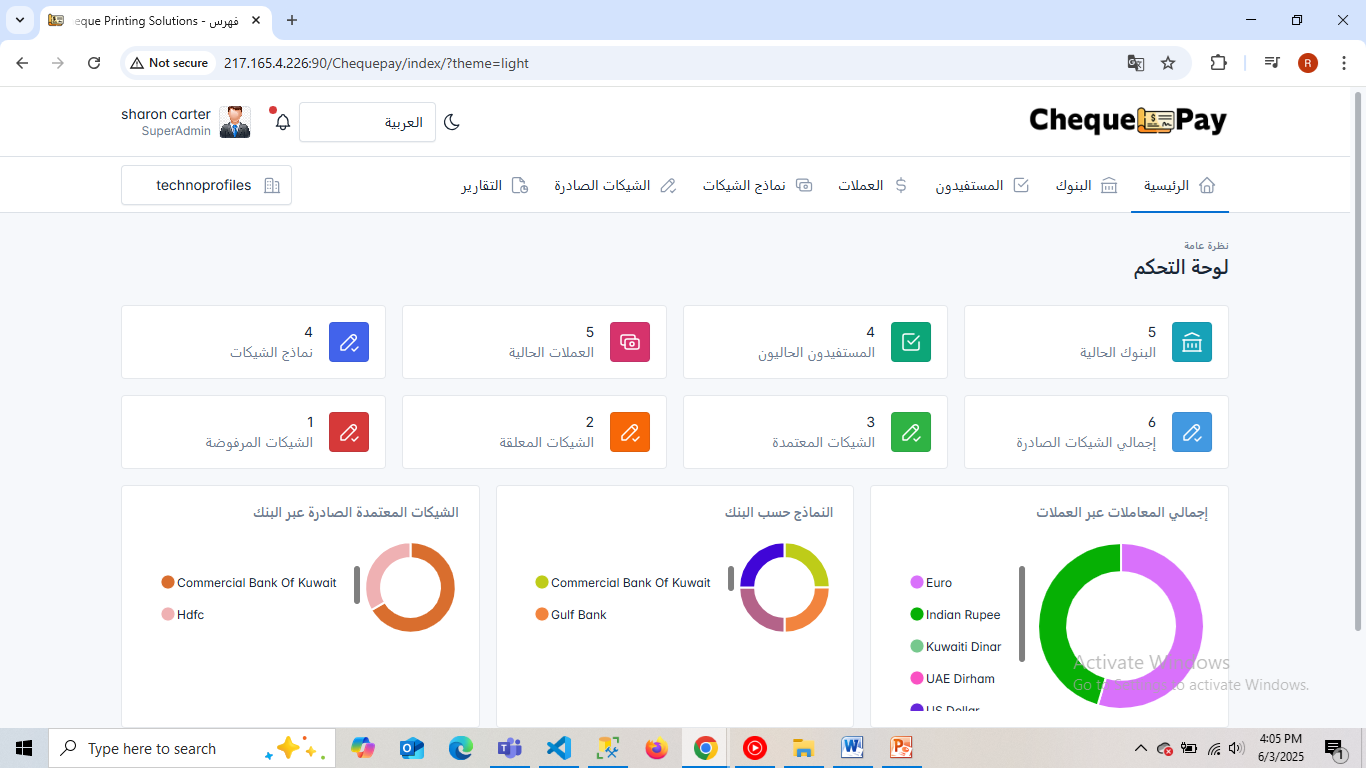 eque Printing Solutions - فهرس
Not secure
217.165.4.226:90/Chequepay/index/?theme=light
R
sharon carter
SuperAdmin
العربية
ChequePay
الرئيسية
البنوك
المستفيدون
العملات
نماذج الشيكات
الشيكات الصادرة
التقارير
technoprofiles
نظرة عامة
لوحة التحكم
5
البنوك الحالية
4
المستفيدون الحاليون
5
العملات الحالية
4
نماذج الشيكات
6
إجمالي الشيكات الصادرة
3
الشيكات المعتمدة
2
الشيكات المعلقة
1
الشيكات المرفوضة
إجمالي المعاملات عبر العملات
Euro
Indian Rupee
Kuwaiti Dinar
UAE Dirham
US Dollar
النماذج حسب البنك
Commercial Bank Of Kuwait
Gulf Bank
الشيكات المعتمدة الصادرة عبر البنك
Commercial Bank Of Kuwait
Hdfc
Activate Windows
Go to Settings to activate Windows.
Type here to search
4:05 PM
6/3/2025
1